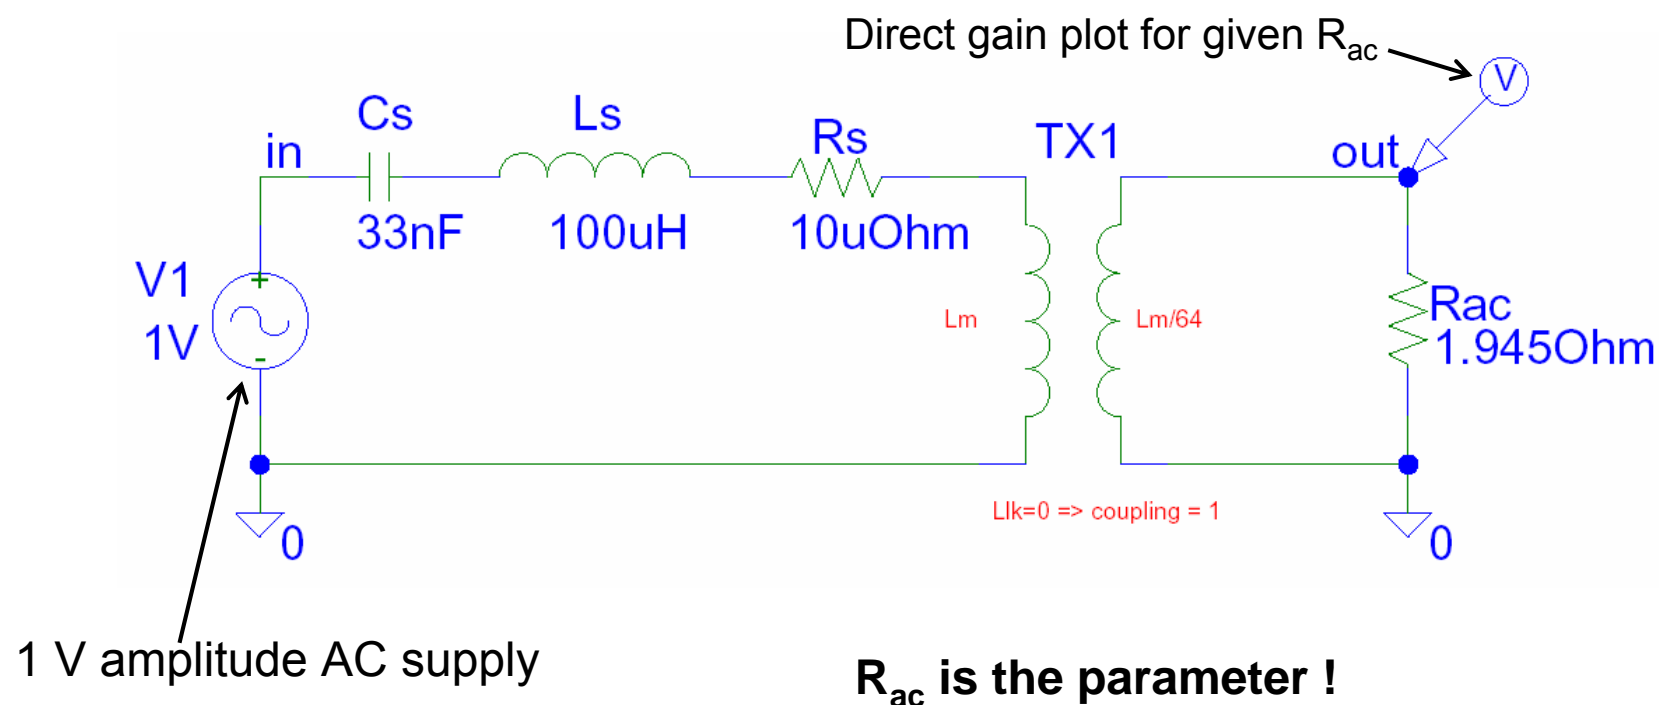 Direct gain plot for given Rac
V
Cs
Ls
Rs
TX1
in
out
33nF
100uH
10uOhm
V1
1V
+
-
Lm
Lm/64
Rac
1.945Ohm
Llk=0 => coupling = 1
0
0
1 V amplitude AC supply
Rac is the parameter !